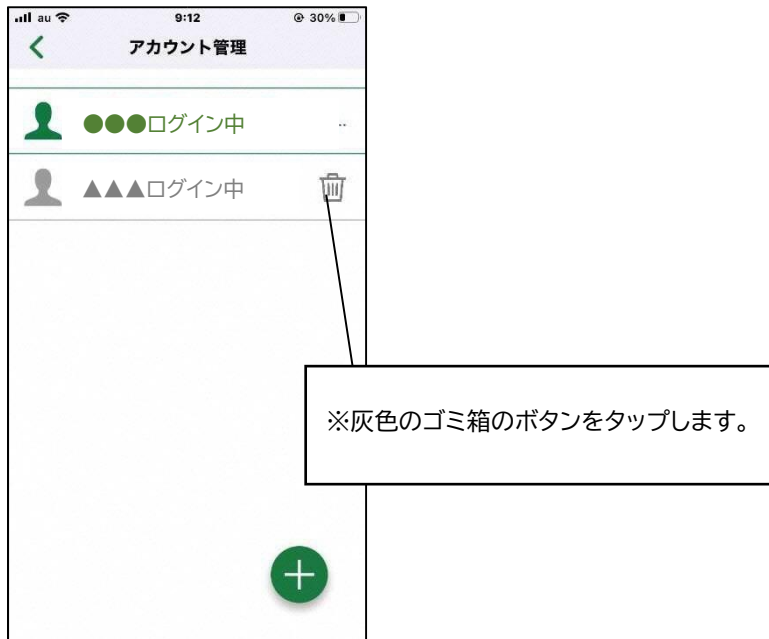 au 9:12 30%
アカウント管理
●●●ログイン中
▲▲▲ログイン中
※灰色のゴミ箱のボタンをタップします。